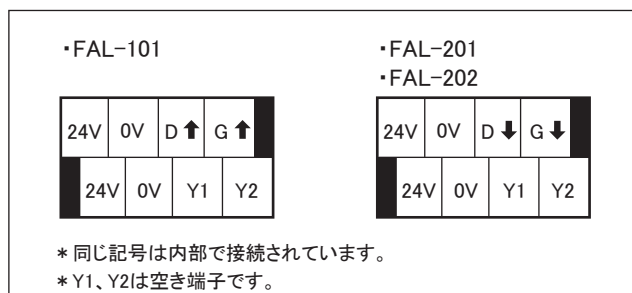 ・FAL-101
・FAL-201
・FAL-202
24V 0V D⬆ G⬆
24V 0V Y1 Y2
24V 0V D⬇ G⬇
24V 0V Y1 Y2
* 同じ記号は内部で接続されています。
* Y1、Y2は空き端子です。